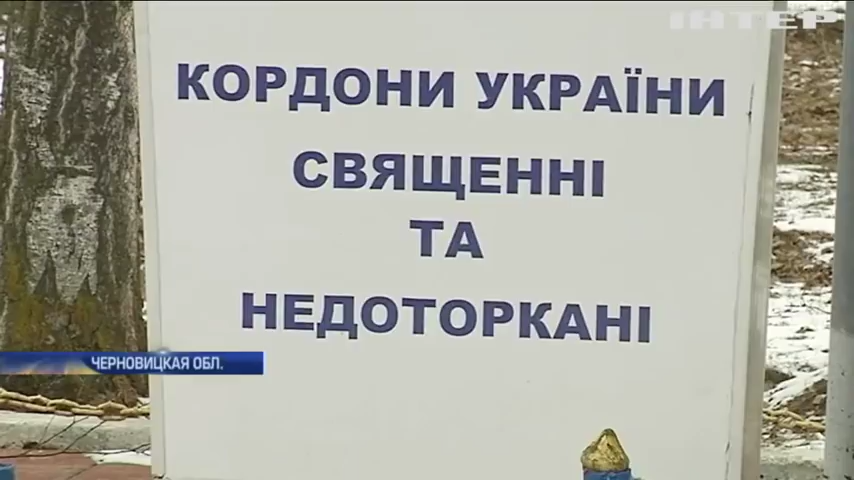 ІНТЕР
КОРДОНИ УКРАЇНИ
СВЯЩЕННІ
ТА
НЕДОТОРКАНІ
ЧЕРНОВИЦКАЯ ОБЛ.